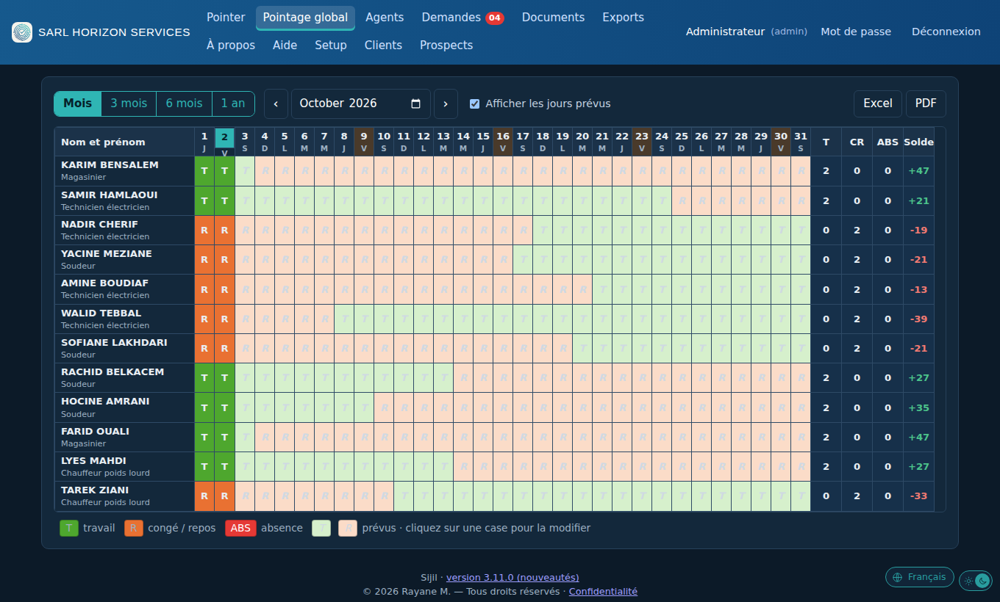 SARL HORIZON SERVICES
Pointer Pointage global Agents Demandes 04 Documents Exports
À propos Aide Setup Clients Prospects
Administrateur (admin) Mot de passe Déconnexion
Mois 3 mois 6 mois 1 an ‹ October 2026 › Afficher les jours prévus Excel PDF
Nom et prénom 1 2 3 4 5 6 7 8 9 10 11 12 13 14 15 16 17 18 19 20 21 22 23 24 25 26 27 28 29 30 31 T CR ABS Solde
J V S D L M M J V S D L M M J V S D L M M J V S D L M M J V S
KARIM BENSALEM T T T R R R R R R R R R R R R R R R R R R R R R R R R R R R R 2 0 0 +47
Magasinier
SAMIR HAMLAOUI T T T T T T T T T T T T T T T T T T T T T T T T R R R R R R R 2 0 0 +21
Technicien électricien
NADIR CHERIF R R R R R R R R R R R R R R R R R T T T T T T T T T T T T T T 0 2 0 -19
Technicien électricien
YACINE MEZIANE R R R R R R R R R R R R R R R R T T T T T T T T T T T T T T T 0 2 0 -21
Soudeur
AMINE BOUDIAF R R R R R R R R R R R R R R R R R R R R T T T T T T T T T T T 0 2 0 -13
Technicien électricien
WALID TEBBAL R R R R R R R T T T T T T T T T T T T T T T T T T T T T T T T 0 2 0 -39
Technicien électricien
SOFIANE LAKHDARI R R R R R R R R R R R R R R R R R R R T T T T T T T T T T T T 0 2 0 -21
Soudeur
RACHID BELKACEM T T T T T T T T T T T T T R R R R R R R R R R R R R R R R R R 2 0 0 +27
Soudeur
HOCINE AMRANI T T T T T T T T T R R R R R R R R R R R R R R R R R R R R R R 2 0 0 +35
Soudeur
FARID OUALI T T T R R R R R R R R R R R R R R R R R R R R R R R R R R R R 2 0 0 +47
Magasinier
LYES MAHDI T T T T T T T T T T T T T R R R R R R R R R R R R R R R R R R 2 0 0 +27
Chauffeur poids lourd
TAREK ZIANI R R R R R R R R R R T T T T T T T T T T T T T T T T T T T T T 0 2 0 -33
Chauffeur poids lourd
T travail R congé / repos ABS absence T R prévus · cliquez sur une case pour la modifier
Sijil · version 3.11.0 (nouveautés)
© 2026 Rayane M. — Tous droits réservés · Confidentialité
Français